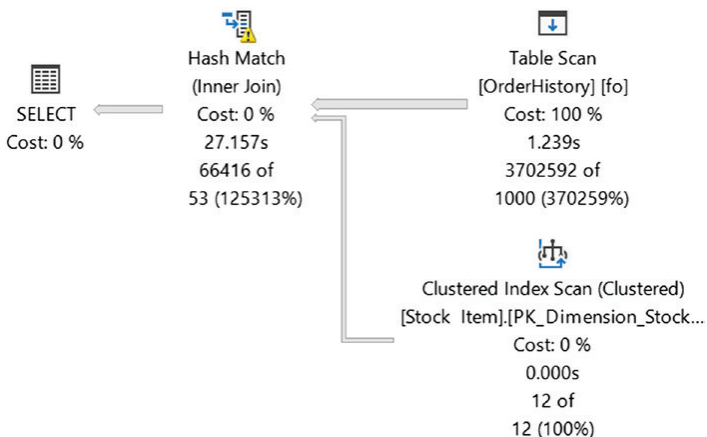 SELECT
Cost: 0 %
Hash Match
(Inner Join)
Cost: 0 %
27.157s
66416 of
53 (125313%)
Table Scan
[OrderHistory] [fo]
Cost: 100 %
1.239s
3702592 of
1000 (370259%)
Clustered Index Scan (Clustered)
[Stock Item].[PK_Dimension_Stock...
Cost: 0 %
0.000s
12 of
12 (100%)